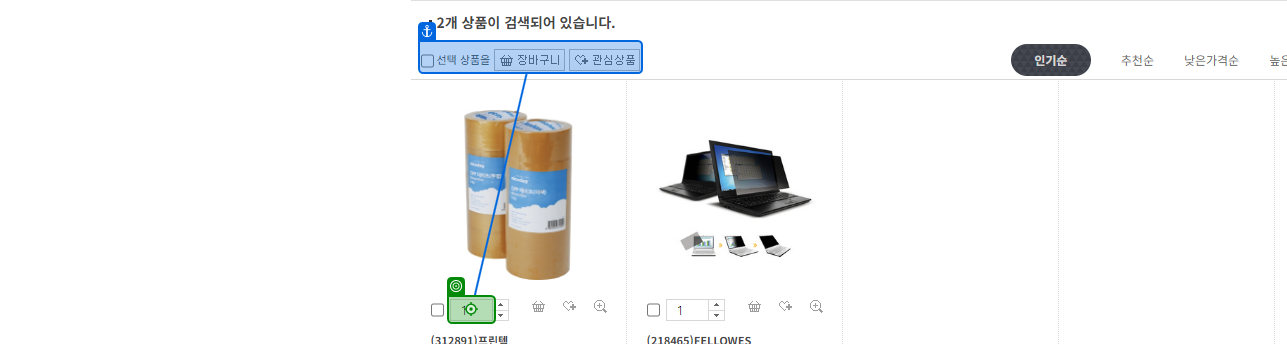 2개 상품이 검색되어 있습니다.
선택 상품을 장바구니 관심상품
인기순 추천순 낮은가격순 높은
1 1
(312891)프린텍 (218465)FELLOWES